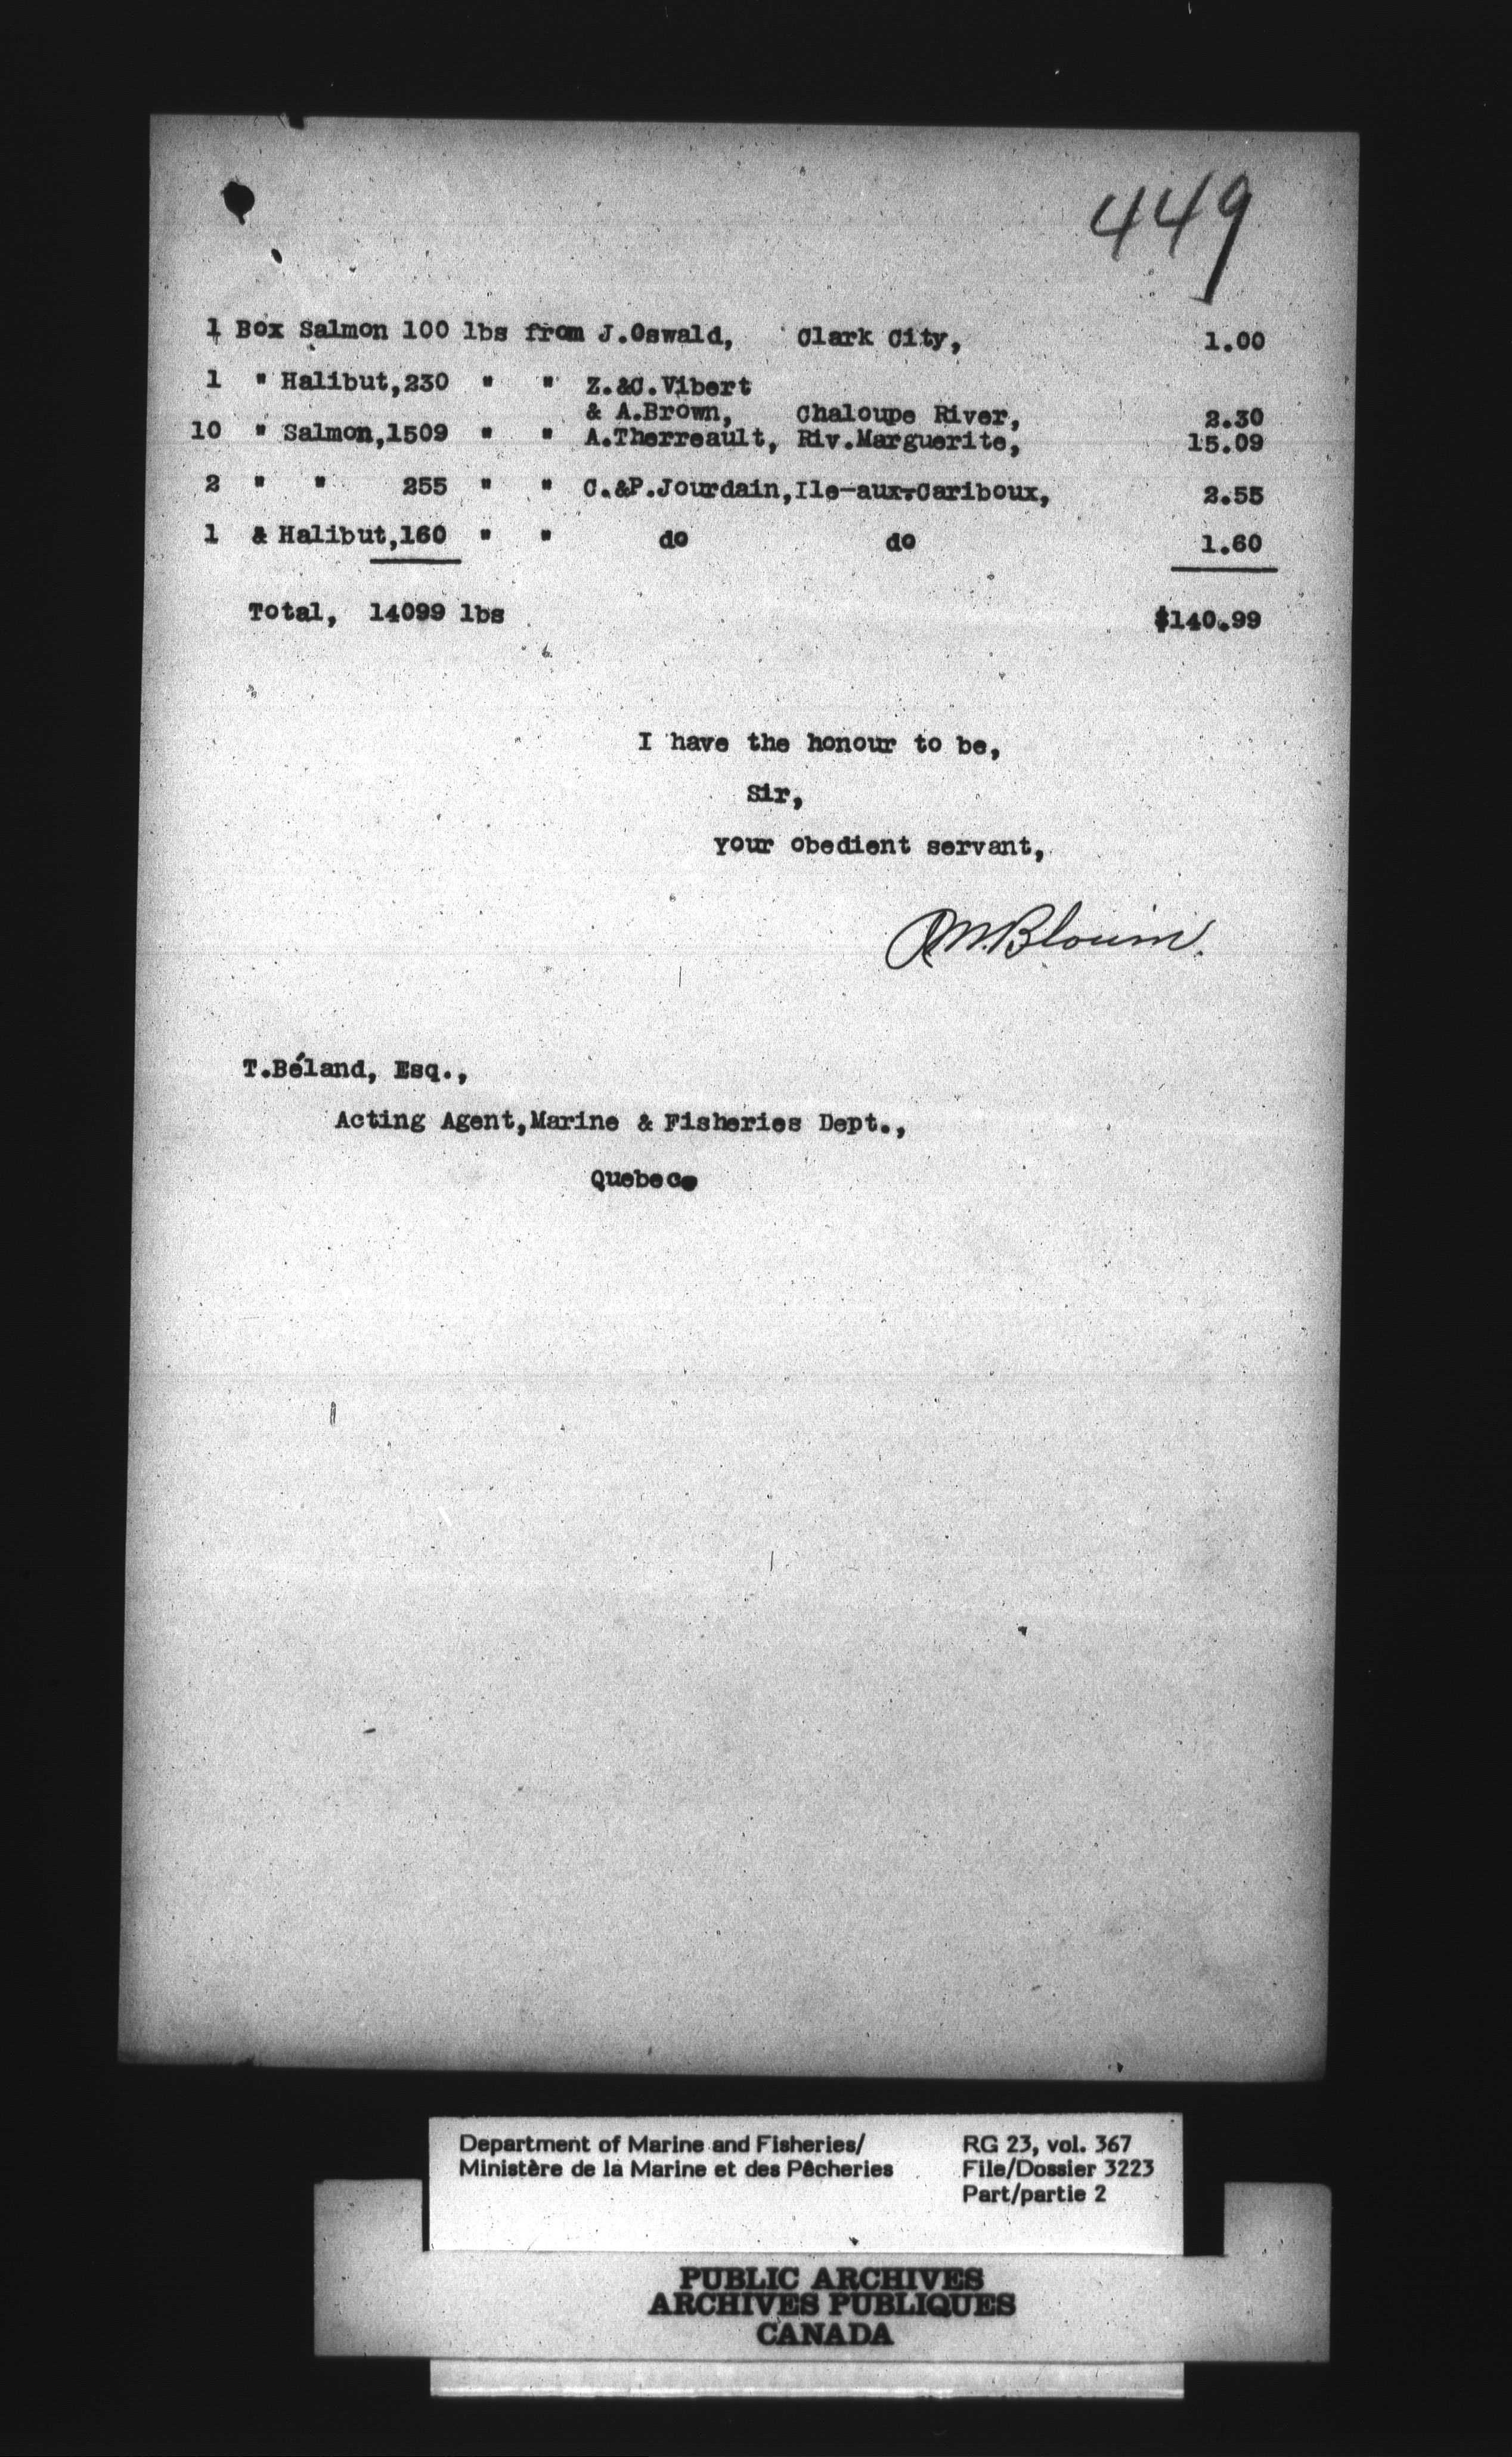 449
1 Box Salmon 100 lbs from J.Oswald, Clark City, 1.00
1 " Halibut,230 " " Z.&C.Vibert
& A.Brown, Chaloupe River, 2.30
10 " Salmon,1509 " " A.Therreault, Riv.Marguerite, 15.09
2 " " 255 " " C.&P.Jourdain,Ile-aux-Cariboux, 2.55
1 & Halibut,160 " " do do 1.60
Total, 14099 lbs $140.99
I have the honour to be,
Sir,
Your obedient servant,
Blouin.
T.Béland, Esq.,
Acting Agent,Marine & Fisheries Dept.,
Quebec.
Department of Marine and Fisheries/ RG 23, vol. 367
Ministère de la Marine et des Pêcheries File/Dossier 3223
Part/partie 2
PUBLIC ARCHIVES
ARCHIVES PUBLIQUES
CANADA